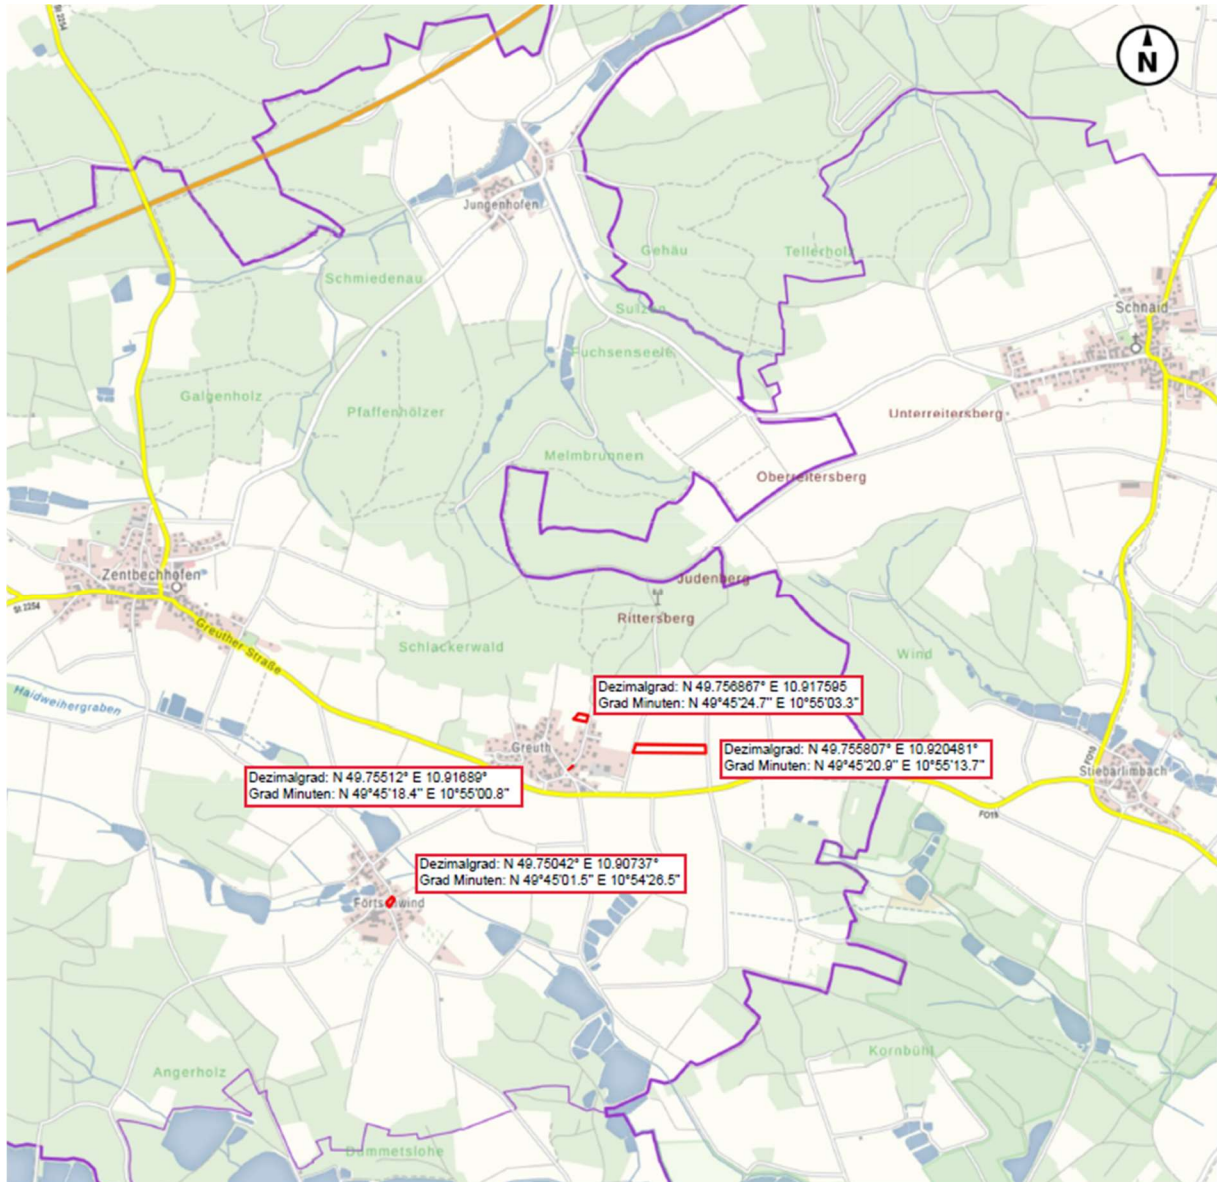 St 2254
N
Jungenhofen
Gehäu
Tellerholz
Schmiedenau
Sulzen
Schnaid
Fuchsenseele
Galgenholz
Pfaffenhölzer
Unterreitersberg
Melmbrunnen
Oberreitersberg
Zentbechhofen
Judenberg
St 2254
Rittersberg
Greuther Straße
Schlackerwald
Wind
Haidweihergraben
Dezimalgrad: N 49.756867° E 10.917595
Grad Minuten: N 49°45'24.7" E 10°55'03.3"
Greuth
Dezimalgrad: N 49.755807° E 10.920481°
Grad Minuten: N 49°45'20.9" E 10°55'13.7"
FO19
Stiebarlimbach
Dezimalgrad: N 49.75512° E 10.91689°
Grad Minuten: N 49°45'18.4" E 10°55'00.8"
Dezimalgrad: N 49.75042° E 10.90737°
Grad Minuten: N 49°45'01.5" E 10°54'26.5"
Förtschwind
Kornbühl
Angerholz
Dummetslohe